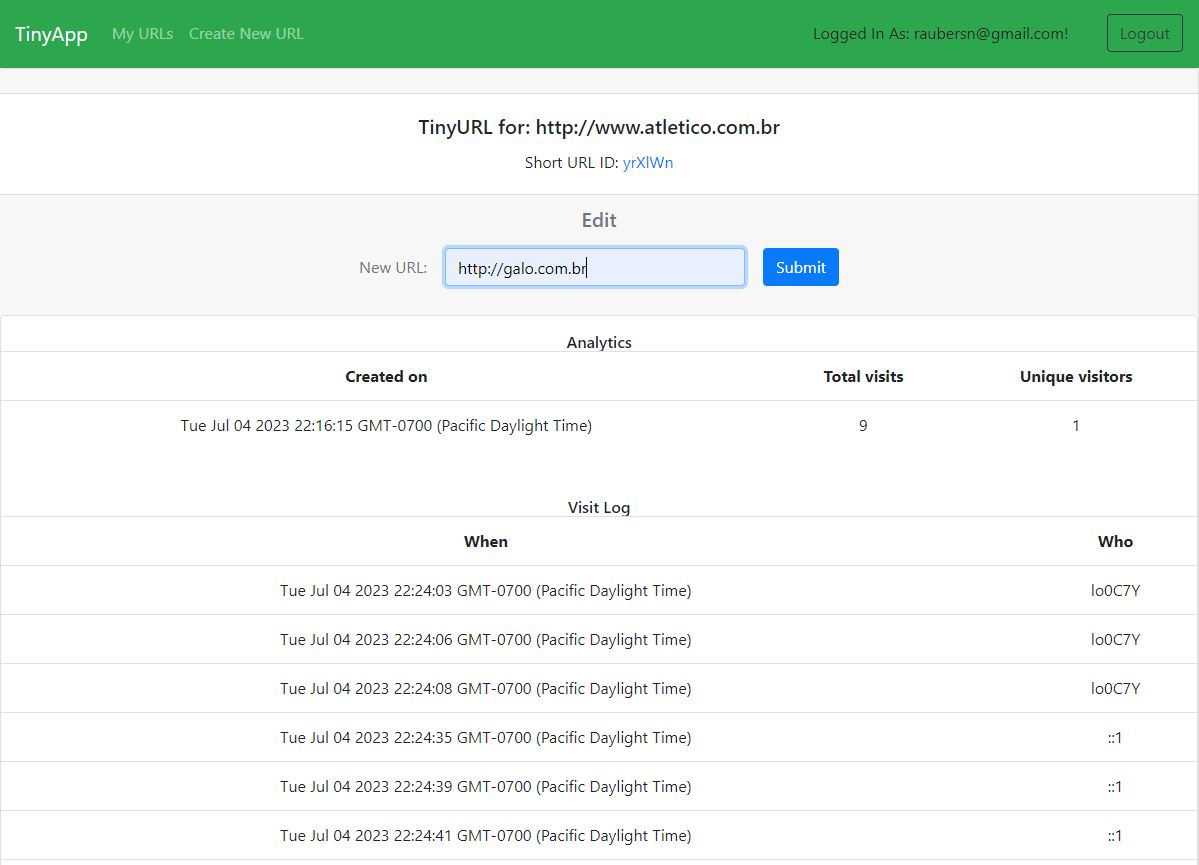 TinyApp My URLs Create New URL Logged In As: raubersn@gmail.com! Logout
TinyURL for: http://www.atletico.com.br
Short URL ID: yrXlWn
Edit
New URL: http://galo.com.br Submit
Analytics
Created on Total visits Unique visitors
Tue Jul 04 2023 22:16:15 GMT-0700 (Pacific Daylight Time) 9 1
Visit Log
When Who
Tue Jul 04 2023 22:24:03 GMT-0700 (Pacific Daylight Time) lo0C7Y
Tue Jul 04 2023 22:24:06 GMT-0700 (Pacific Daylight Time) lo0C7Y
Tue Jul 04 2023 22:24:08 GMT-0700 (Pacific Daylight Time) lo0C7Y
Tue Jul 04 2023 22:24:35 GMT-0700 (Pacific Daylight Time) ::1
Tue Jul 04 2023 22:24:39 GMT-0700 (Pacific Daylight Time) ::1
Tue Jul 04 2023 22:24:41 GMT-0700 (Pacific Daylight Time) ::1